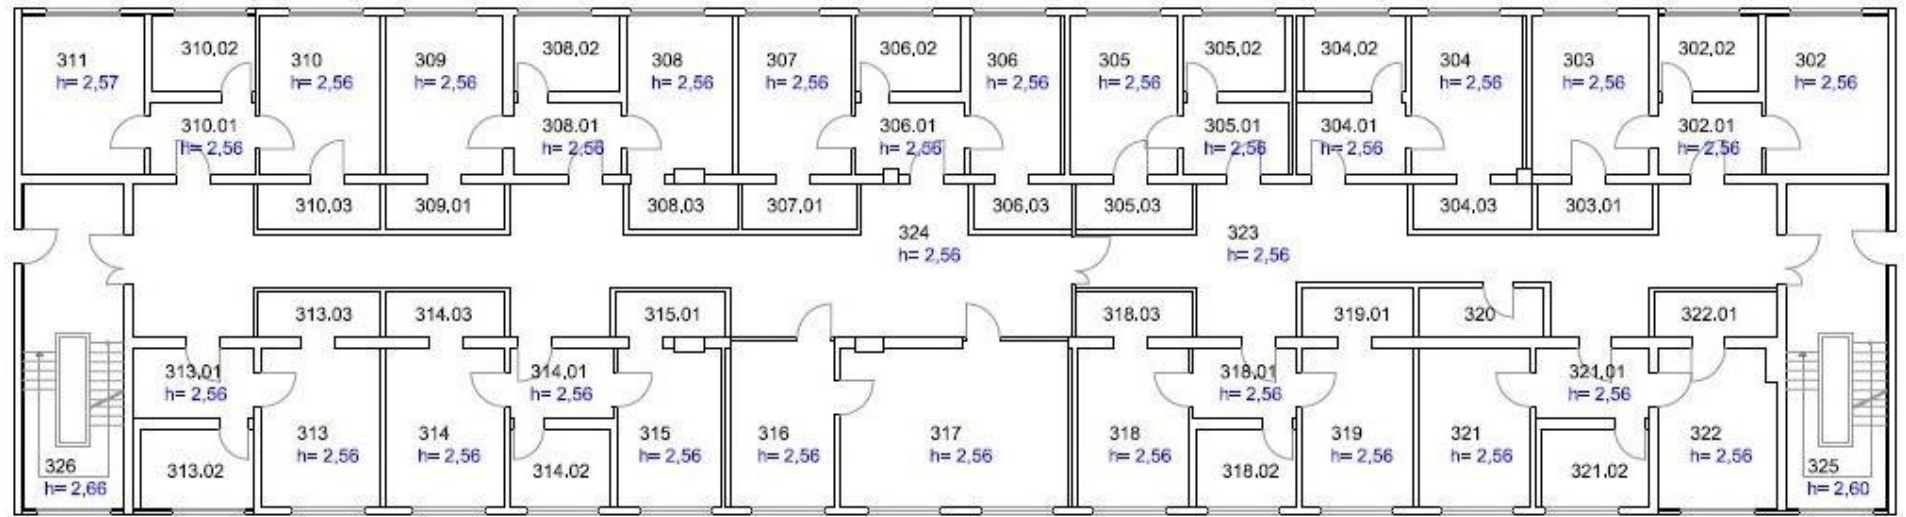 311
h= 2,57
310,02
310
h= 2,56
309
h= 2,56
308,02
308
h= 2,56
307
h= 2,56
306,02
306
h= 2,56
305
h= 2,56
305,02
304,02
304
h= 2,56
303
h= 2,56
302,02
302
h= 2,56
310.01
h= 2,56
308.01
h= 2,56
306.01
h= 2,56
305.01
h= 2,56
304.01
h= 2,56
302.01
h= 2,56
310,03
309,01
308,03
307,01
306,03
305,03
304,03
303,01
324
h= 2,56
323
h= 2,56
313.03
314.03
315.01
318.03
319.01
320
322.01
313.01
h= 2,56
314.01
h= 2,56
318.01
h= 2,56
321.01
h= 2,56
326
h= 2,66
313.02
313
h= 2,56
314
h= 2,56
314.02
315
h= 2,56
316
h= 2,56
317
h= 2,56
318
h= 2,56
318.02
319
h= 2,56
321
h= 2,56
321.02
322
h= 2,56
325
h= 2,60